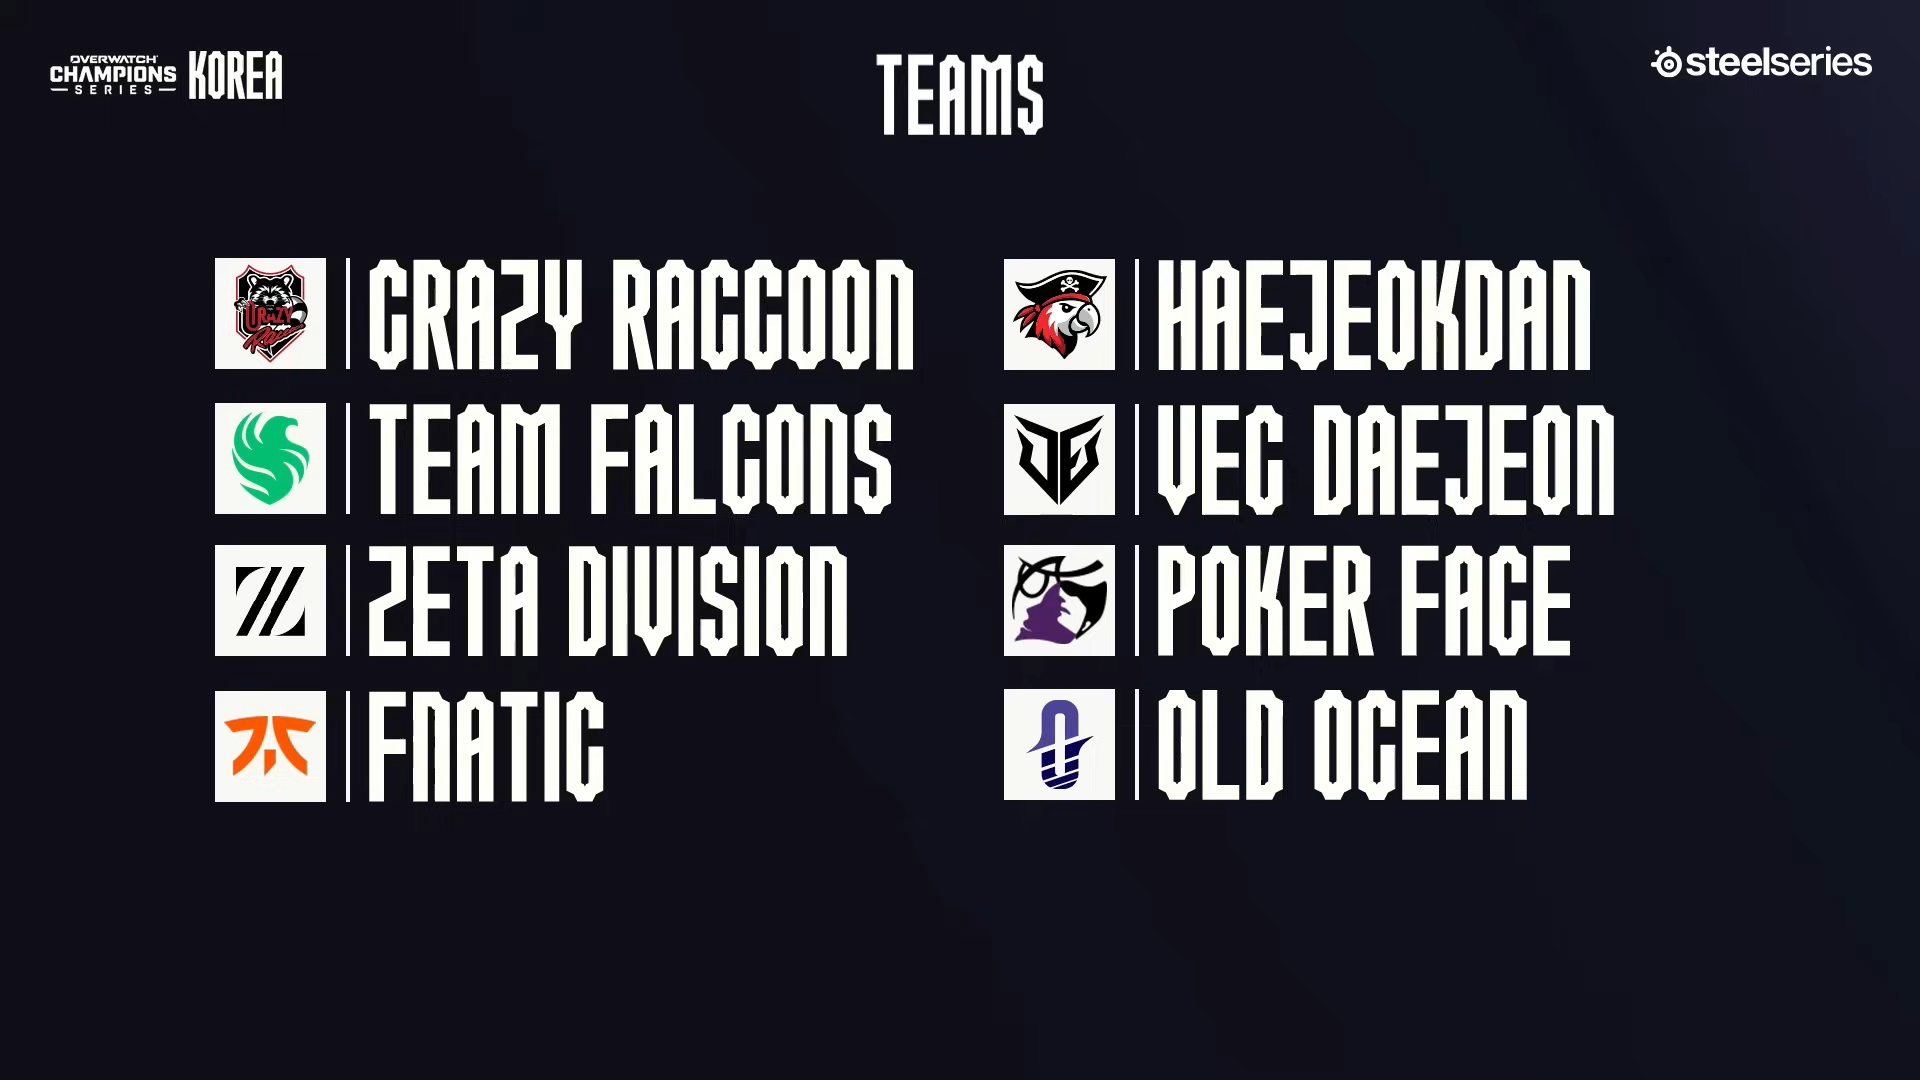 OVERWATCH
CHAMPIONS
SERIES
KOREA
TEAMS
steelseries
CRAZY RACCOON
TEAM FALCONS
ZETA DIVISION
FNATIC
HAEJEOKDAN
VEC DAEJEON
POKER FACE
OLD OCEAN
CRAZY